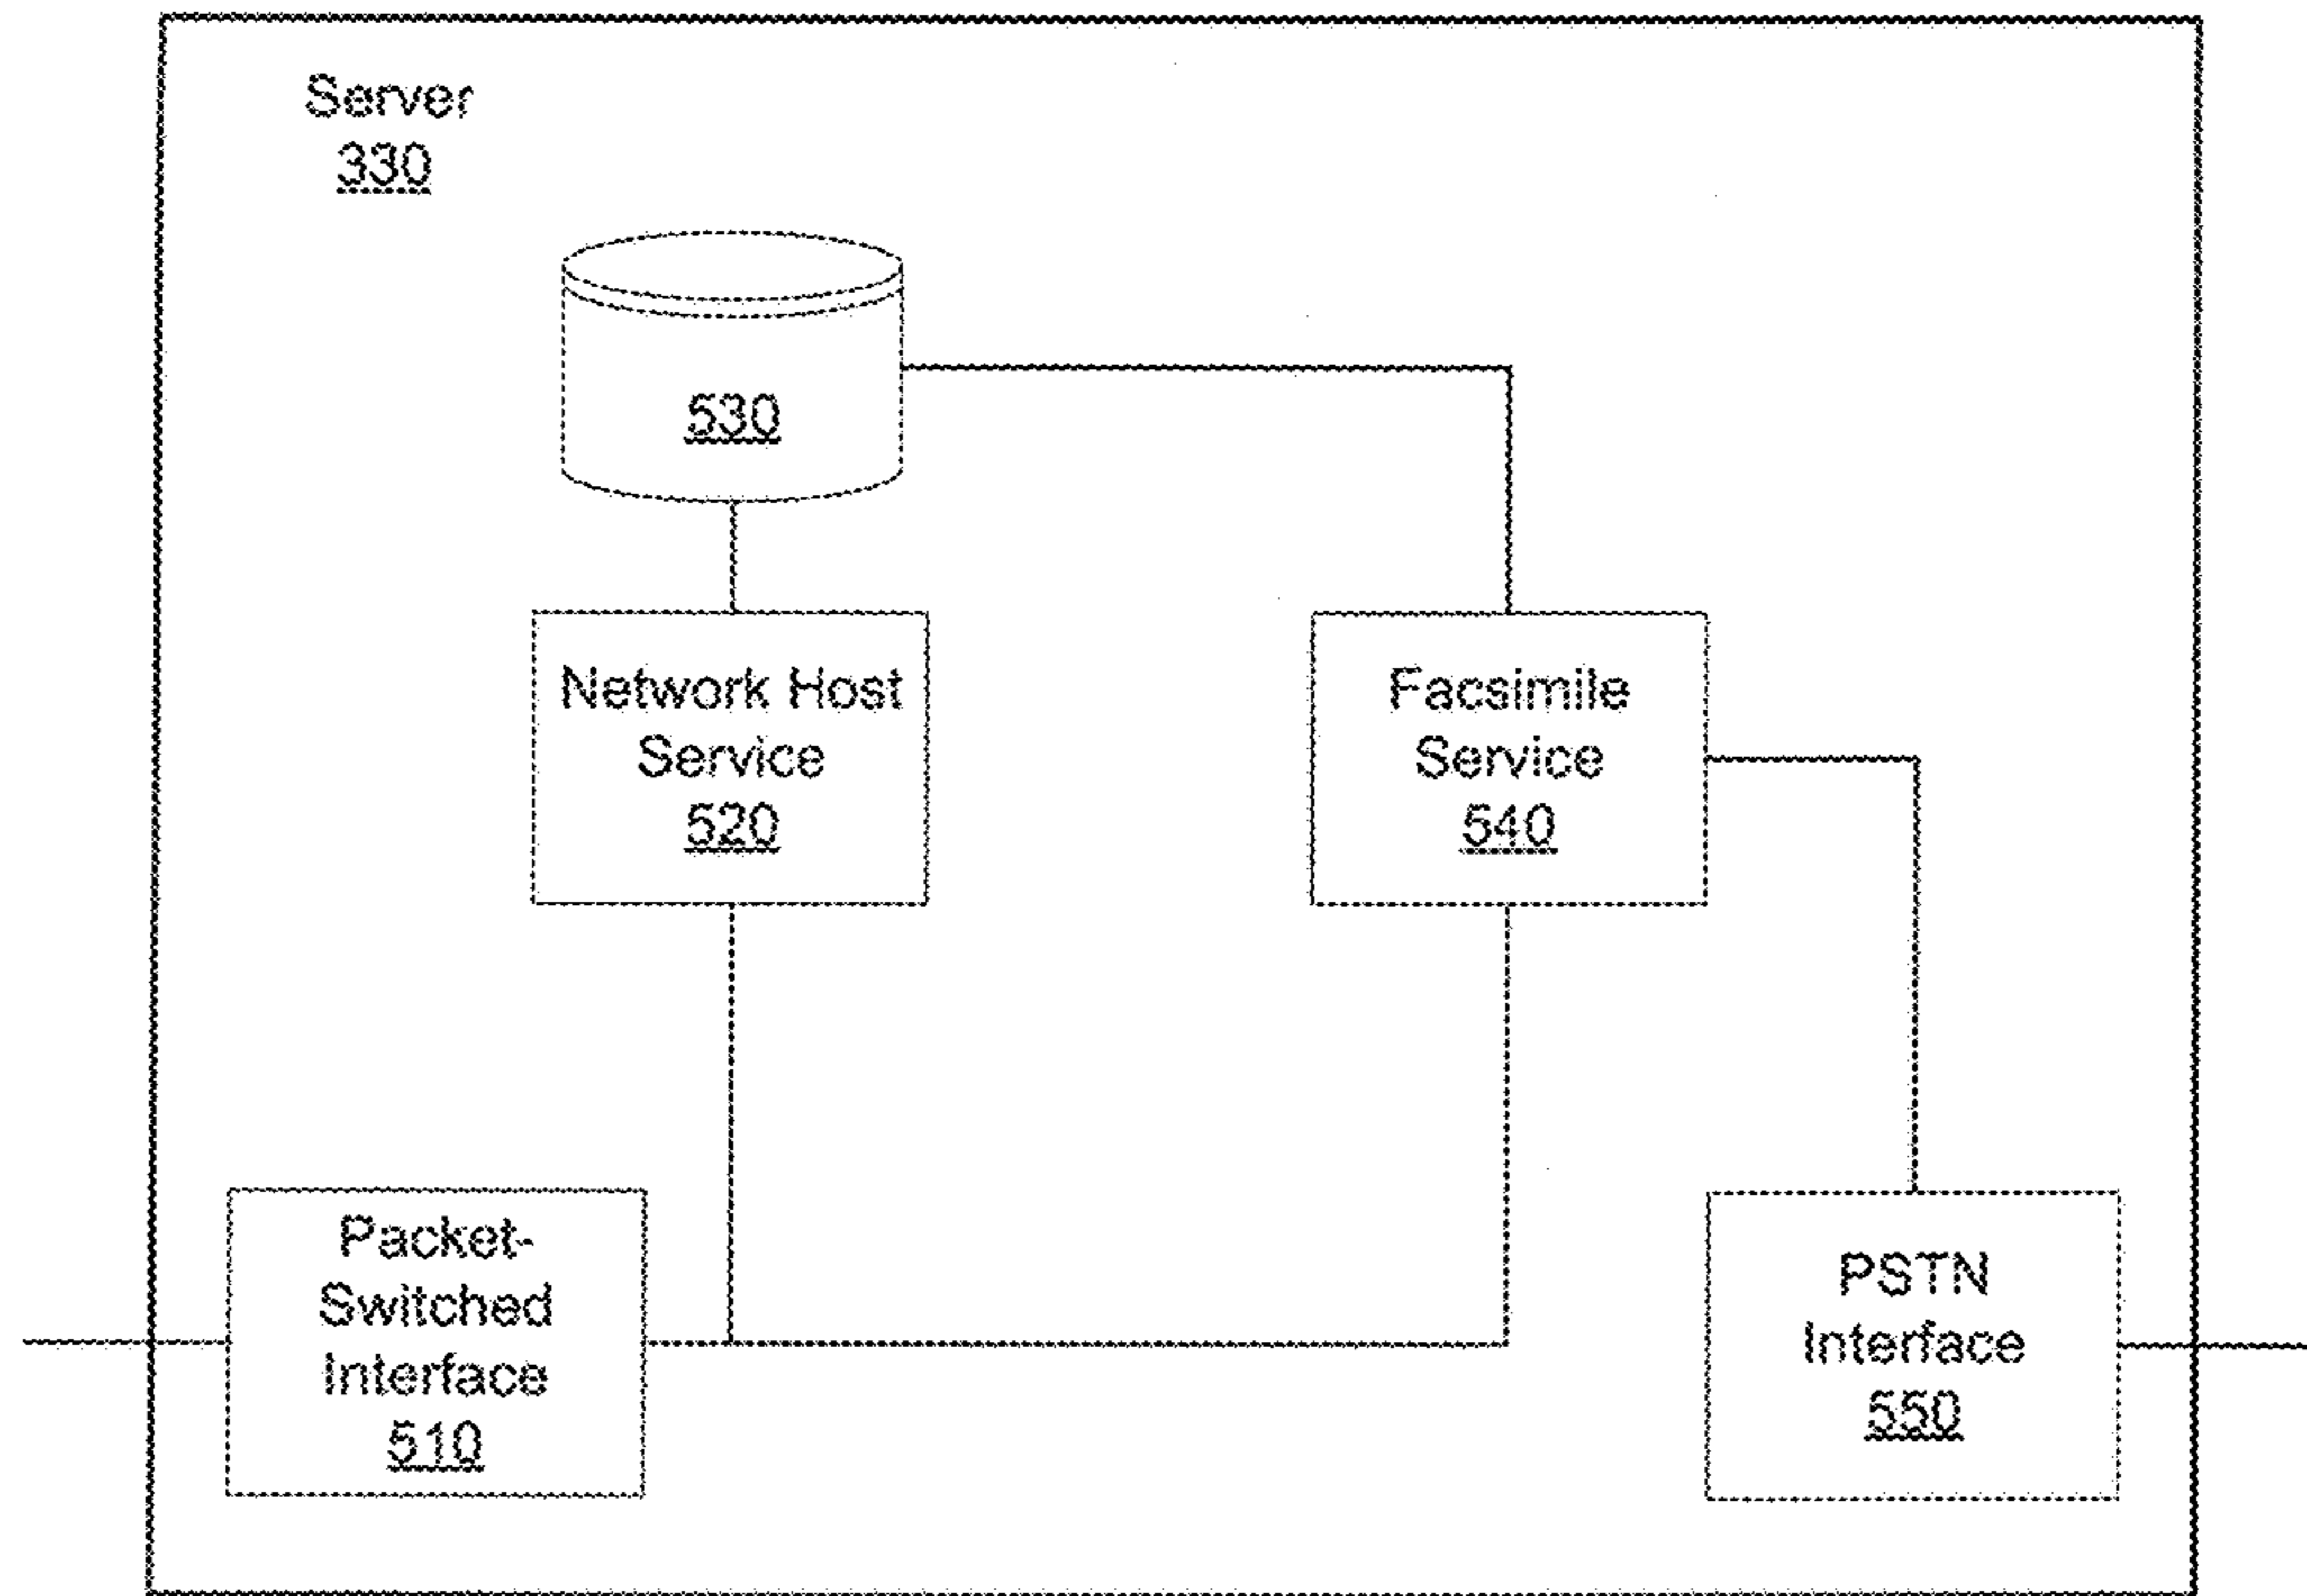 Server
330
530
Network Host
Service
520
Facsimile
Service
540
Packet-
Switched
Interface
510
PSTN
Interface
550